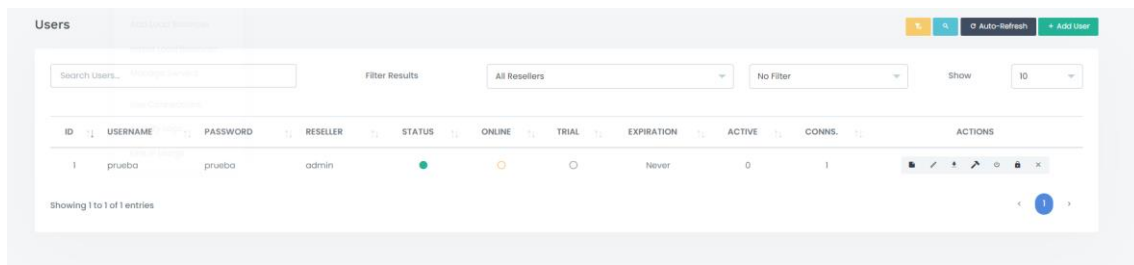 Users
Auto-Refresh
+ Add User
Search Users...
Filter Results
All Resellers
No Filter
Show
10
ID USERNAME PASSWORD RESELLER STATUS ONLINE TRIAL EXPIRATION ACTIVE CONNS. ACTIONS
1 prueba prueba admin Never 0 1
Showing 1 to 1 of 1 entries
1